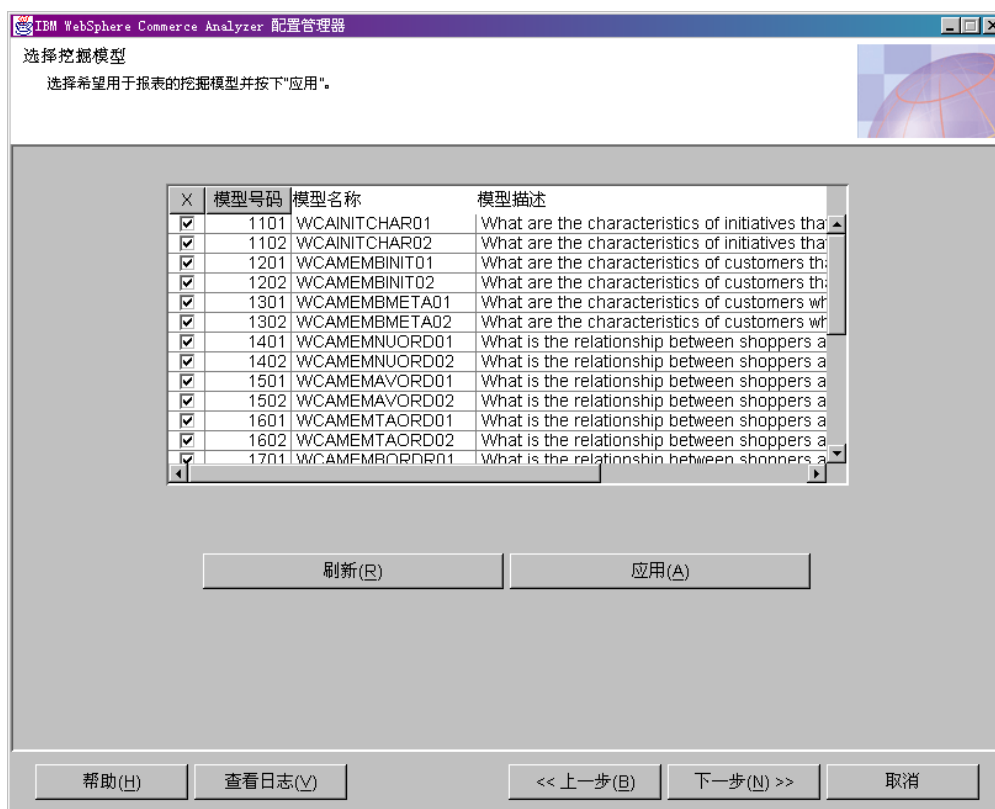 IBM WebSphere Commerce Analyzer 配置管理器
选择挖掘模型
选择希望用于报表的挖掘模型并按下"应用"。
X 模型号码 模型名称 模型描述
1101 WCAINITCHAR01 What are the characteristics of initiatives tha
1102 WCAINITCHAR02 What are the characteristics of initiatives tha
1201 WCAMEMBINIT01 What are the characteristics of customers th
1202 WCAMEMBINIT02 What are the characteristics of customers th
1301 WCAMEMBMETA01 What are the characteristics of customers wh
1302 WCAMEMBMETA02 What are the characteristics of customers wh
1401 WCAMEMNUORD01 What is the relationship between shoppers a
1402 WCAMEMNUORD02 What is the relationship between shoppers a
1501 WCAMEMAVORD01 What is the relationship between shoppers a
1502 WCAMEMAVORD02 What is the relationship between shoppers a
1601 WCAMEMTAORD01 What is the relationship between shoppers a
1602 WCAMEMTAORD02 What is the relationship between shoppers a
1701 WCAMEMBORDR01 What is the relationship between shoppers a
刷新(R) 应用(A)
帮助(H) 查看日志(V) << 上一步(B) 下一步(N) >> 取消